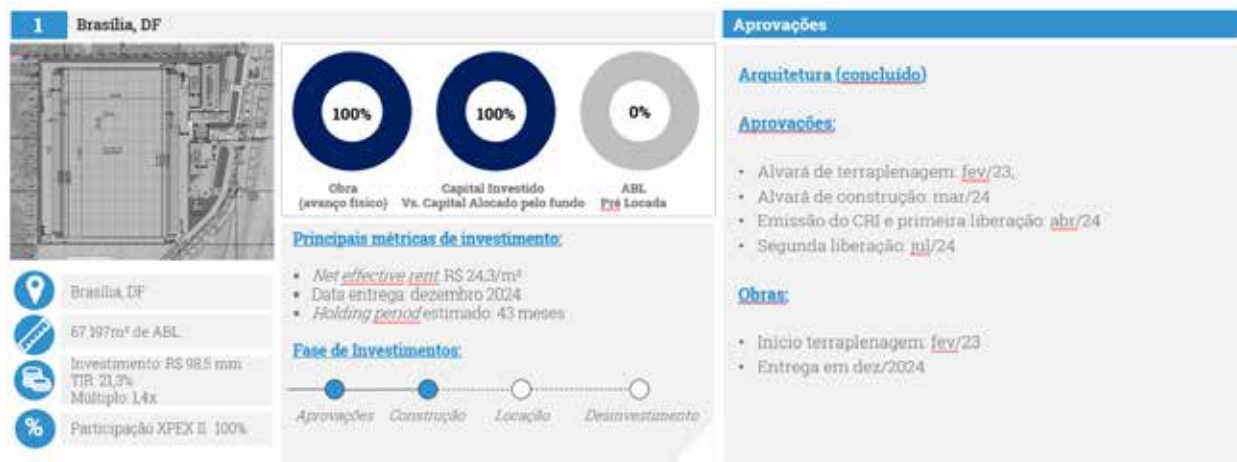 1 Brasília, DF
100%
100%
0%
Obra
(avanço físico)
Capital Investido
Vs. Capital Alocado pelo fundo
ABL
Pré Locada
Brasília, DF
67.197m² de ABL
Investimento: R$ 98,5 mm
TIR: 21,3%
Múltiplo: 1,4x
Participação XPEX II: 100%
Principais métricas de investimento:
• Net effective rent: R$ 24,3/m²
• Data entrega: dezembro 2024
• Holding period estimado: 43 meses
Fase de Investimentos:
Aprovações Construção Locação Desinvestimento
Aprovações
Arquitetura (concluído)
Aprovações:
• Alvará de terraplenagem: fev/23,
• Alvará de construção: mar/24
• Emissão do CRI e primeira liberação: abr/24
• Segunda liberação: jul/24
Obras:
• Início terraplenagem: fev/23
• Entrega em dez/2024